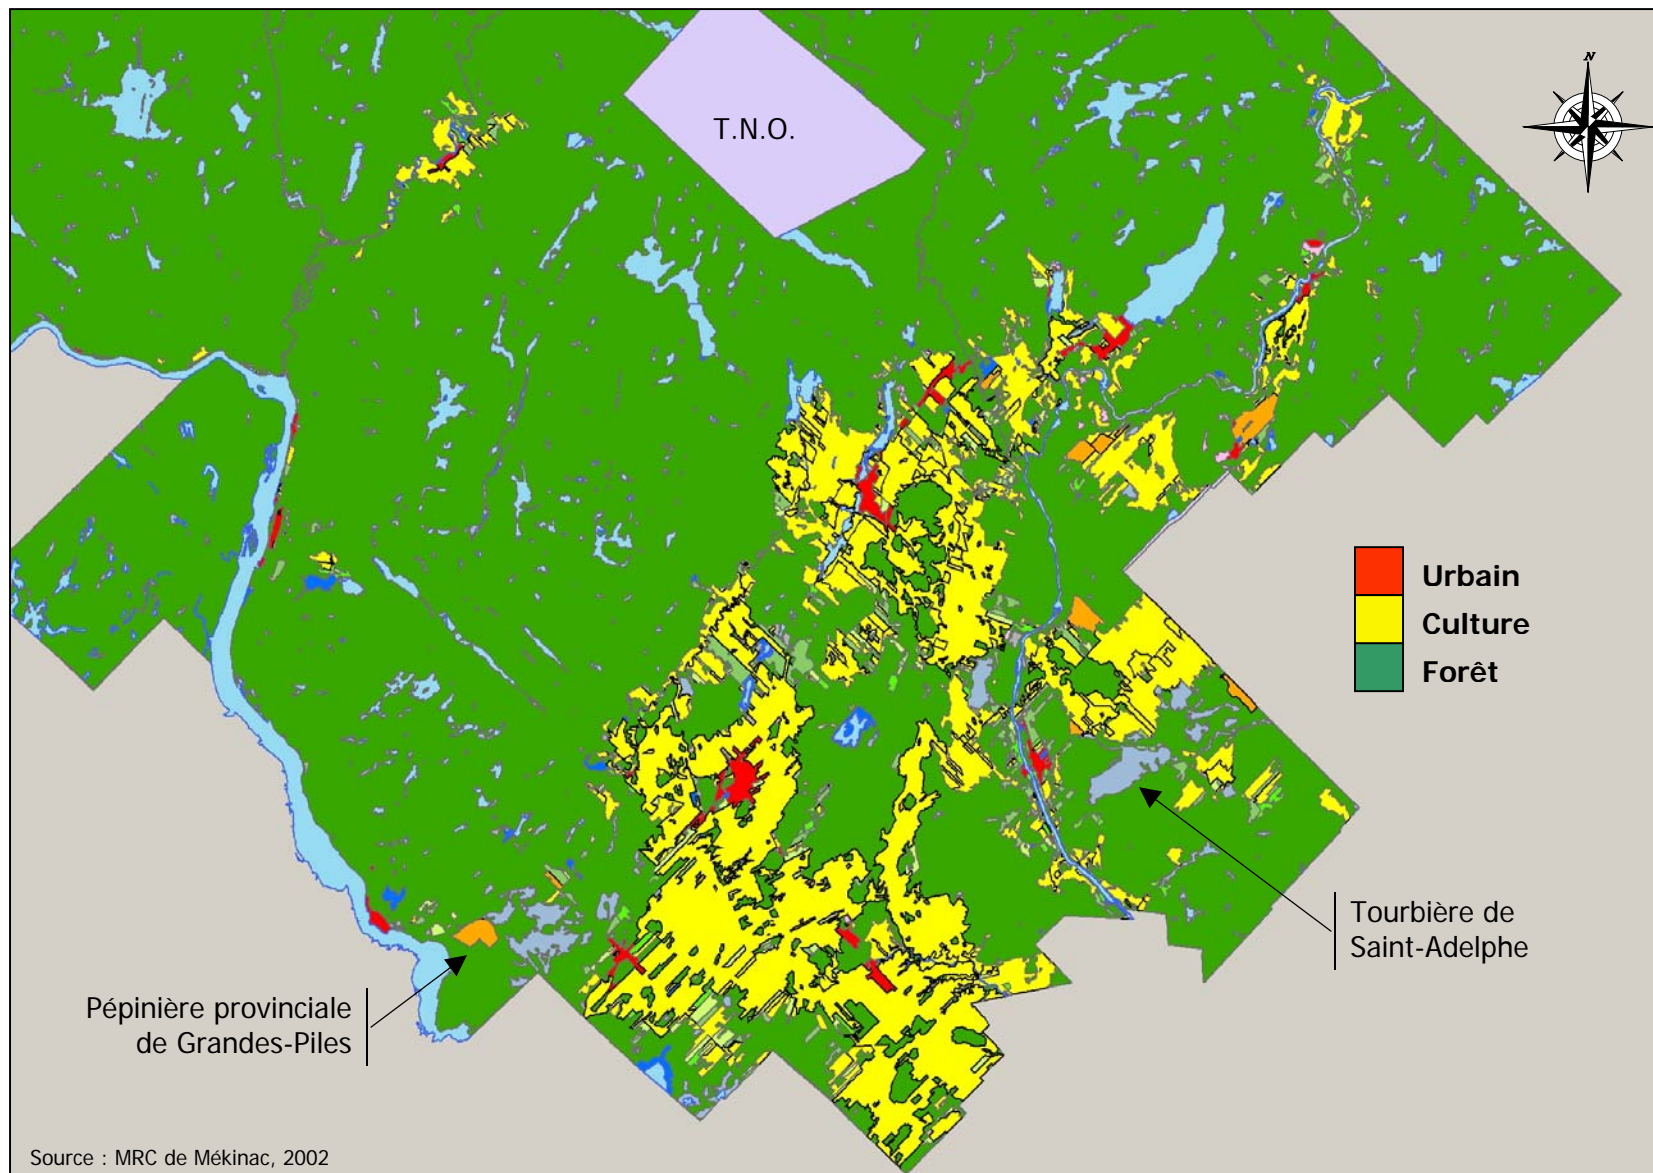 N
T.N.O.
Urbain
Culture
Forêt
Tourbière de
Saint-Adelphe
Pépinière provinciale
de Grandes-Piles
Source : MRC de Mékinac, 2002